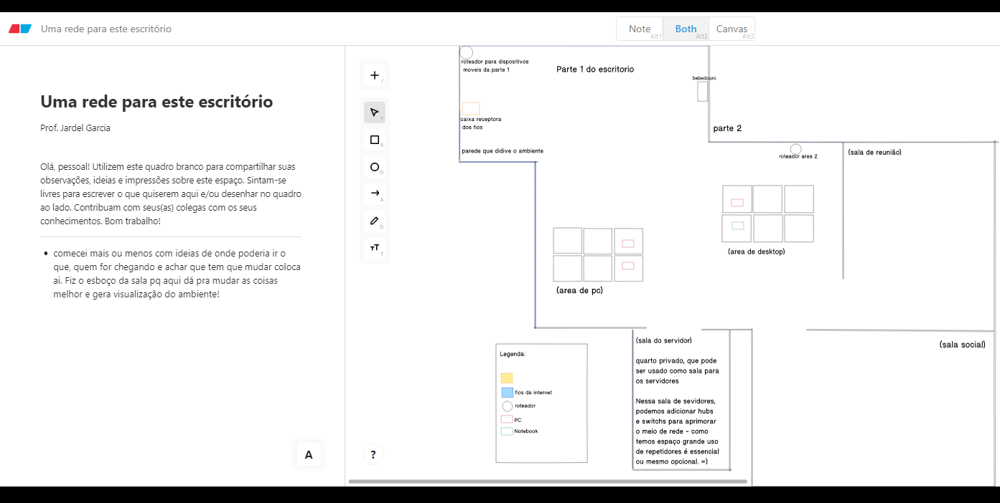 Uma rede para este escritório
Note
Alt1
Both
Alt2
Canvas
Alt3
Uma rede para este escritório
Prof. Jardel Garcia
Olá, pessoal! Utilizem este quadro branco para compartilhar suas
observações, ideias e impressões sobre este espaço. Sintam-se
livres para escrever o que quiserem aqui e/ou desenhar no quadro
ao lado. Contribuam com seus(as) colegas com os seus
conhecimentos. Bom trabalho!
comecei mais ou menos com ideias de onde poderia ir o
que, quem for chegando e achar que tem que mudar coloca
ai. Fiz o esboço da sala pq aqui dá pra mudar as coisas
melhor e gera visualização do ambiente!
A
/
V
R
O
A
D
TT
T
?
roteador para dispositivos
moveis da parte 1
Parte 1 do escritorio
bebedouro
caixa receptora
dos fios
parede que didive o ambiente
parte 2
roteador area 2
(sala de reunião)
(area de desktop)
(area de pc)
Legenda:
fios da internet
roteador
PC
Notebook
(sala do servidor)
quarto privado, que pode
ser usado como sala para
os servidores
Nessa sala de sevidores,
podemos adicionar hubs
e switchs para aprimorar
o meio de rede - como
temos espaço grande uso
de repetidores é essencial
ou mesmo opcional. =)
(sala social)